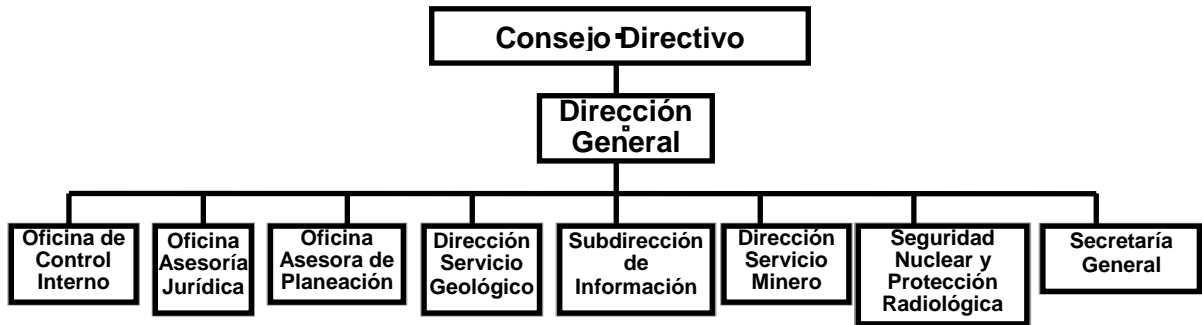 Consejo Directivo
Dirección
General
Oficina de
Control
Interno
Oficina
Asesoría
Jurídica
Oficina
Asesora de
Planeación
Dirección
Servicio
Geológico
Subdirección
de
Información
Dirección
Servicio
Minero
Seguridad
Nuclear y
Protección
Radiológica
Secretaría
General